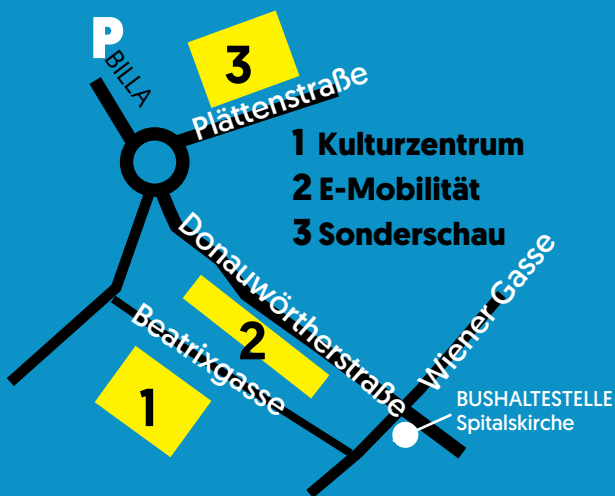 P
BILLA
3
Plättenstraße
1 Kulturzentrum
2 E-Mobilität
3 Sonderschau
Donauwörtherstraße
Wiener Gasse
2
Beatrixgasse
1
BUSHALTESTELLE
Spitalskirche